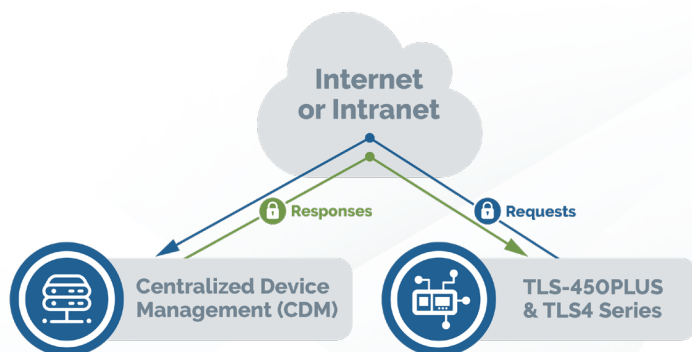 Internet
or Intranet
Responses
Requests
Centralized Device
Management (CDM)
TLS-450PLUS
& TLS4 Series